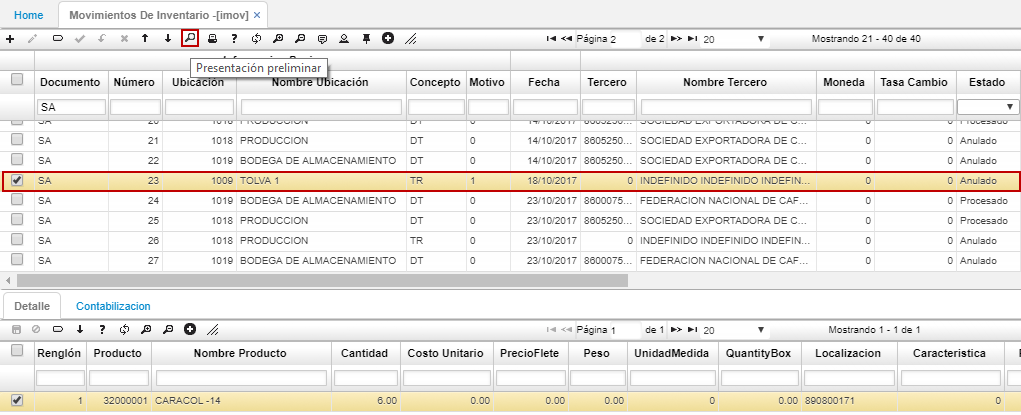 Home Movimientos De Inventario -[imov] ×
Página 2 de 2 20 Mostrando 21 - 40 de 40
Presentación preliminar
Documento Número Ubicación Nombre Ubicación Concepto Motivo Fecha Tercero Nombre Tercero Moneda Tasa Cambio Estado
SA
SA 20 1018 PRODUCCION DT 0 14/10/2017 8605250... SOCIEDAD EXPORTADORA DE C... 0 0 Procesado
SA 21 1018 PRODUCCION DT 0 14/10/2017 8605250... SOCIEDAD EXPORTADORA DE C... 0 0 Anulado
SA 22 1019 BODEGA DE ALMACENAMIENTO DT 0 14/10/2017 8605250... SOCIEDAD EXPORTADORA DE C... 0 0 Anulado
SA 23 1009 TOLVA 1 TR 1 18/10/2017 0 INDEFINIDO INDEFINIDO INDEFIN... 0 0 Anulado
SA 24 1019 BODEGA DE ALMACENAMIENTO DT 0 23/10/2017 8600075... FEDERACION NACIONAL DE CAF... 0 0 Procesado
SA 25 1018 PRODUCCION DT 0 23/10/2017 8605250... SOCIEDAD EXPORTADORA DE C... 0 0 Procesado
SA 26 1018 PRODUCCION TR 0 23/10/2017 0 INDEFINIDO INDEFINIDO INDEFIN... 0 0 Anulado
SA 27 1019 BODEGA DE ALMACENAMIENTO DT 0 23/10/2017 8600075... FEDERACION NACIONAL DE CAF... 0 0 Anulado
Detalle Contabilizacion
Página 1 de 1 20 Mostrando 1 - 1 de 1
Renglón Producto Nombre Producto Cantidad Costo Unitario PrecioFlete Peso UnidadMedida QuantityBox Localizacion Caracteristica
1 32000001 CARACOL -14 6.00 0.00 0.00 0.00 0 0.00 890800171 0